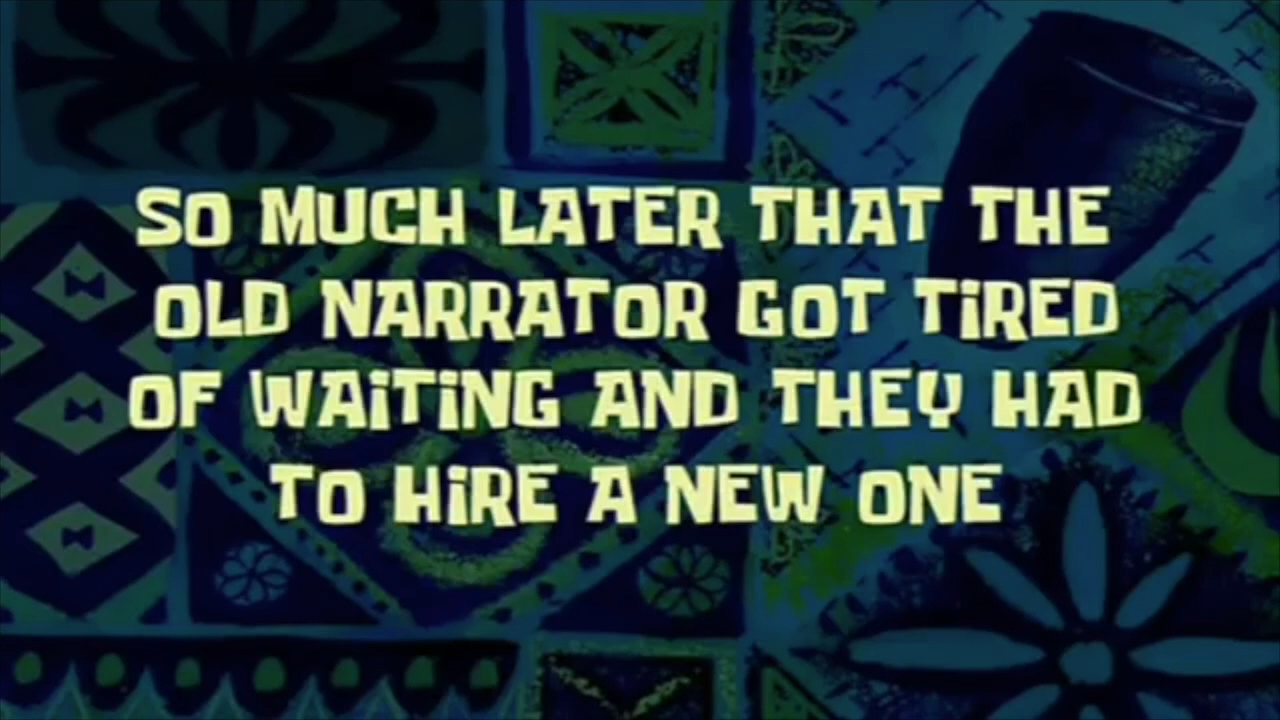 SO MUCH LATER THAT THE
OLD NARRATOR GOT TiRED
OF WAiTiNG AND THEY HAD
TO HiRE A NEW ONE